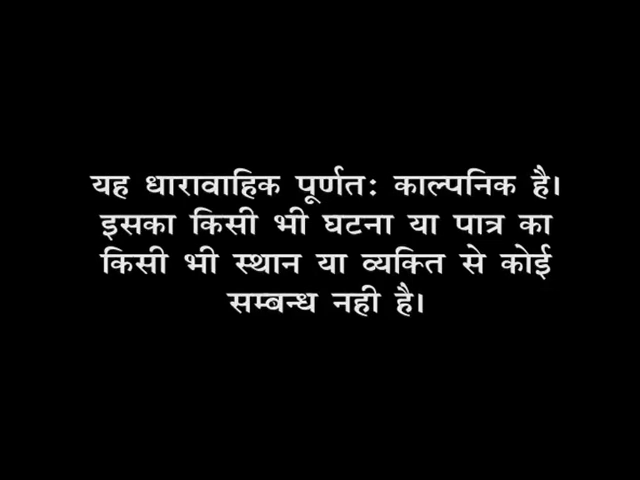 यह धारावाहिक पूर्णत: काल्पनिक है।
इसका किसी भी घटना या पात्र का
किसी भी स्थान या व्यक्ति से कोई
सम्बन्ध नही है।